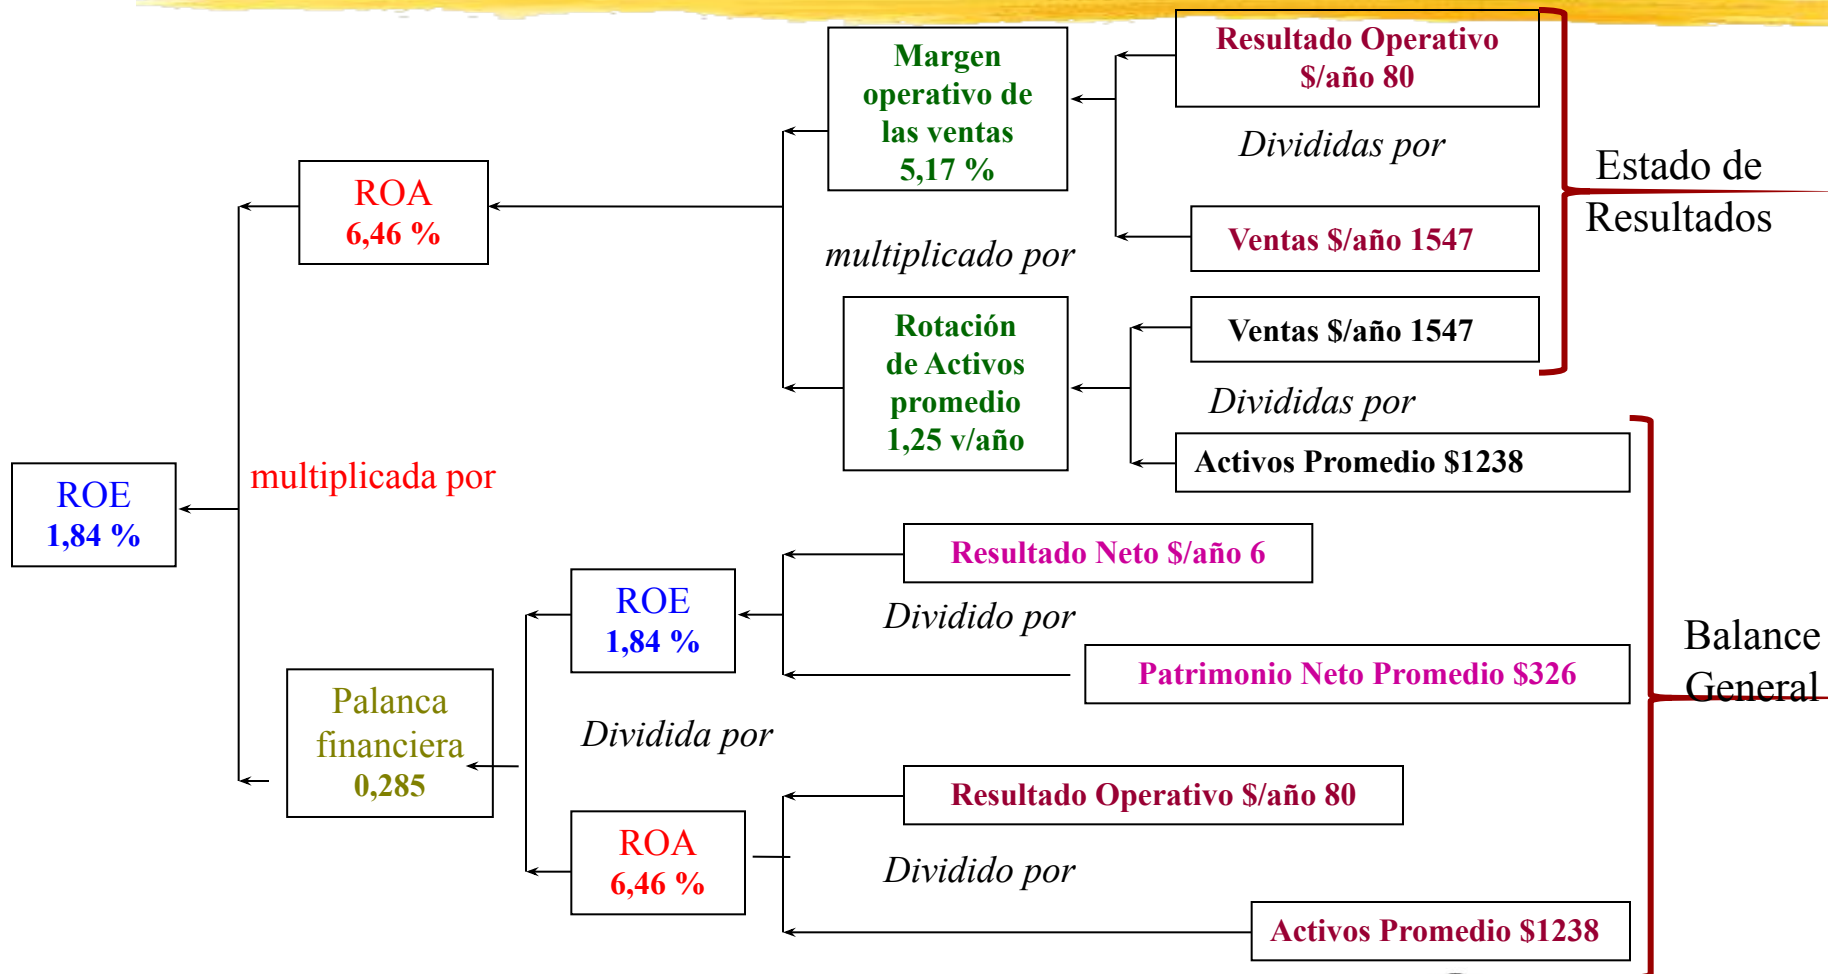 Resultado Operativo
$/año 80
Margen
operativo de
las ventas
5,17 %
Divididas por
Estado de
Resultados
ROA
6,46 %
Ventas $/año 1547
multiplicado por
Ventas $/año 1547
Rotación
de Activos
promedio
1,25 v/año
Divididas por
Activos Promedio $1238
multiplicada por
ROE
1,84 %
Resultado Neto $/año 6
ROE
1,84 %
Dividido por
Balance
General
Patrimonio Neto Promedio $326
Palanca
financiera
0,285
Dividida por
Resultado Operativo $/año 80
ROA
6,46 %
Dividido por
Activos Promedio $1238